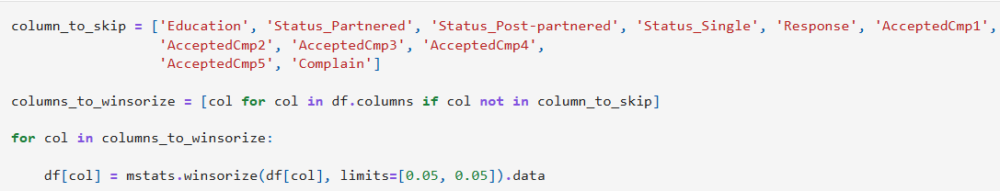 column_to_skip = ['Education', 'Status_Partnered', 'Status_Post-partnered', 'Status_Single', 'Response', 'AcceptedCmp1',
'AcceptedCmp2', 'AcceptedCmp3', 'AcceptedCmp4',
'AcceptedCmp5', 'Complain']
columns_to_winsorize = [col for col in df.columns if col not in column_to_skip]
for col in columns_to_winsorize:
df[col] = mstats.winsorize(df[col], limits=[0.05, 0.05]).data